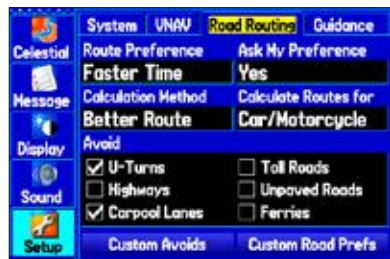 System VNAV Road Routing Guidance
Celestial
Route Preference Ask My Preference
Faster Time Yes
Message
Calculation Method Calculate Routes for
Better Route Car/Motorcycle
Display
Avoid
U-Turns Toll Roads
Sound
Highways Unpaved Roads
Carpool Lanes Ferries
Setup
Custom Avoids Custom Road Prefs